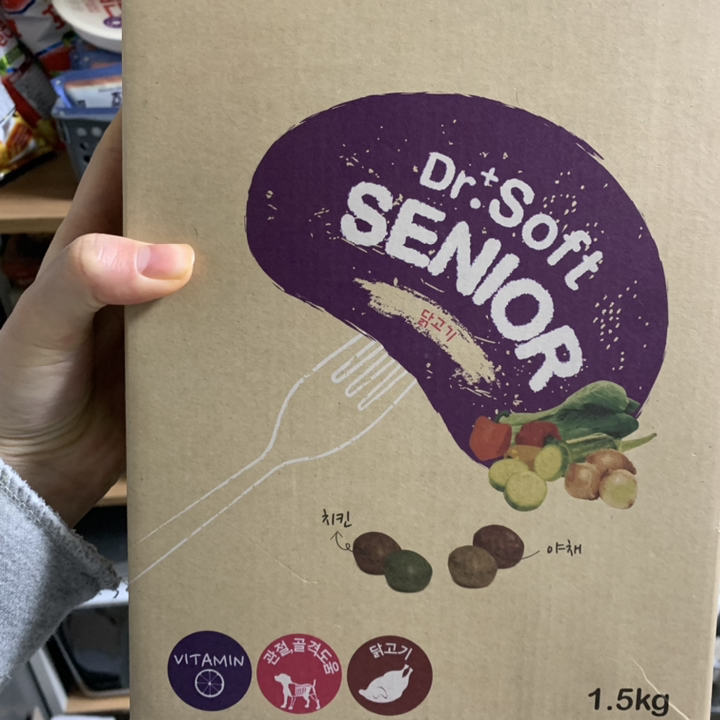 Dr.+Soft
SENIOR
닭고기
치킨
야채
VITAMIN
관절,골격도움
닭고기
1.5kg